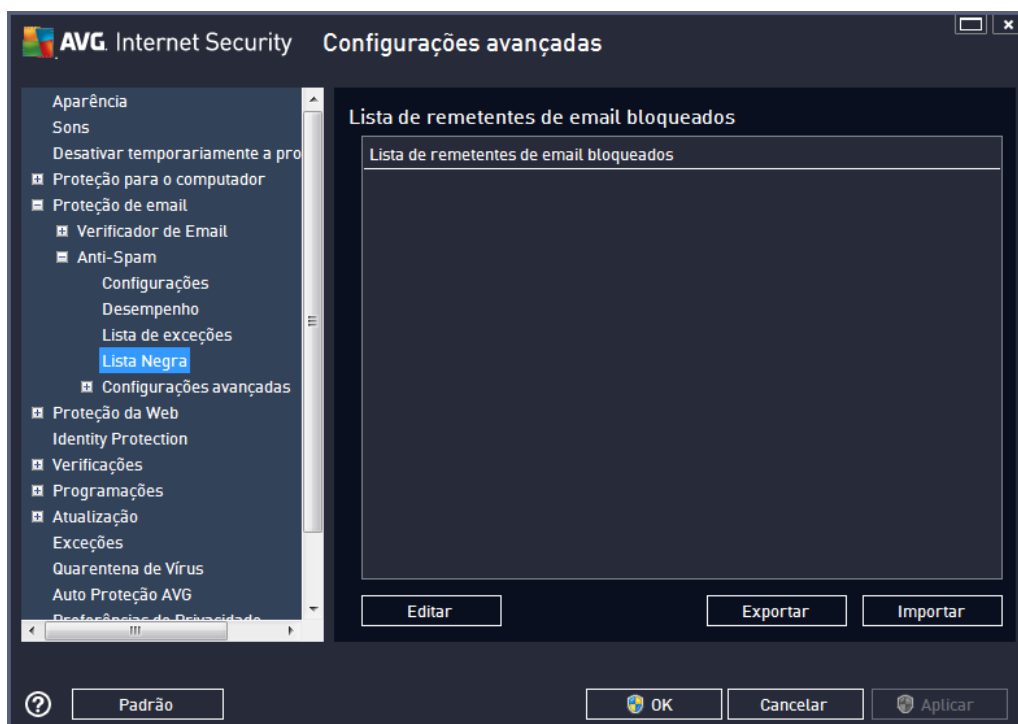 AVG. Internet Security Configurações avançadas
Aparência
Sons
Desativar temporariamente a pro
Proteção para o computador
Proteção de email
Verificador de Email
Anti-Spam
Configurações
Desempenho
Lista de exceções
Lista Negra
Configurações avançadas
Proteção da Web
Identity Protection
Verificações
Programações
Atualização
Exceções
Quarentena de Vírus
Auto Proteção AVG
Preferências de Privacidade
Lista de remetentes de email bloqueados
Lista de remetentes de email bloqueados
Editar Exportar Importar
Padrão OK Cancelar Aplicar